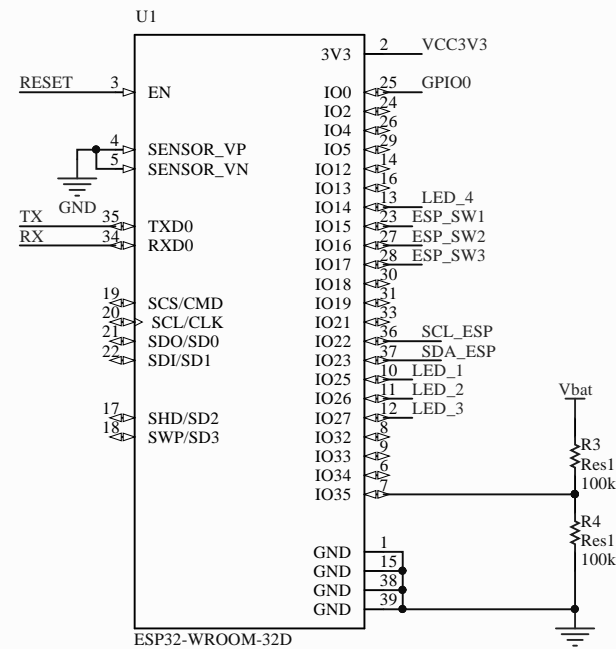 U1
3V3 2 VCC3V3
RESET 3 EN
IO0 25 GPIO0
IO2 24
IO4 26
4 SENSOR_VP IO5 29
5 SENSOR_VN IO12 14
IO13 16
GND IO14 13 LED_4
TX 35 TXD0 IO15 23 ESP_SW1
RX 34 RXD0 IO16 27 ESP_SW2
IO17 28 ESP_SW3
IO18 30
19 SCS/CMD IO19 31
20 SCL/CLK IO21 33
21 SDO/SD0 IO22 36 SCL_ESP
22 SDI/SD1 IO23 37 SDA_ESP
IO25 10 LED_1
IO26 11 LED_2 Vbat
17 SHD/SD2 IO27 12 LED_3
18 SWP/SD3 IO32 8
IO33 9 R3
Res1
IO34 6 100k
IO35 7
R4
Res1
GND 1 100k
GND 15
GND 38
GND 39
ESP32-WROOM-32D
GND